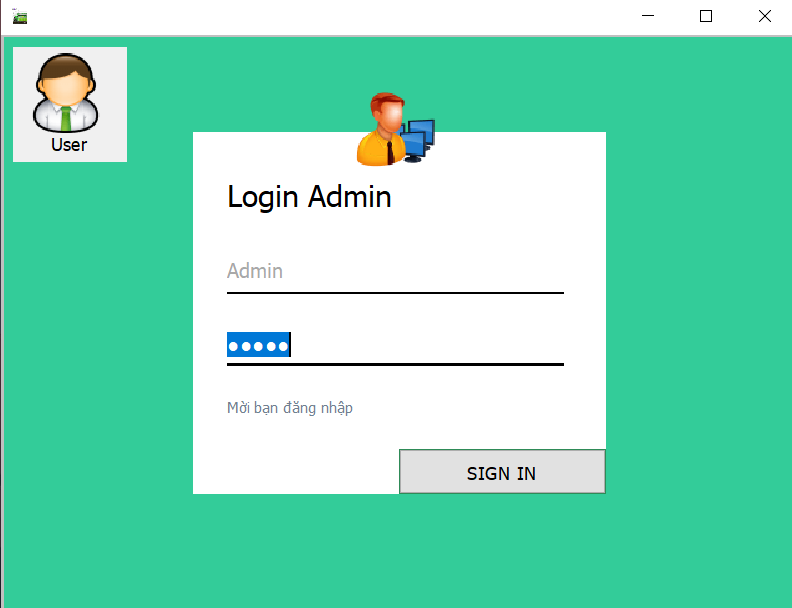 User
Login Admin
Admin
●●●●●
Mời bạn đăng nhập
SIGN IN